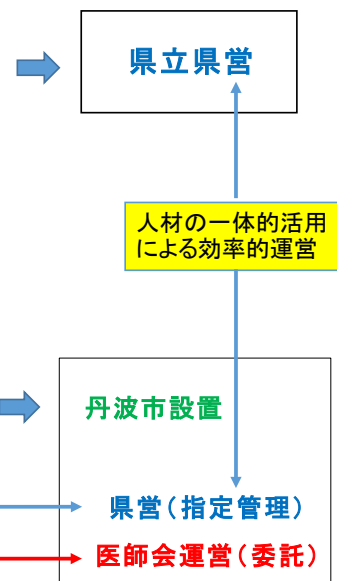 県立県営
人材の一体的活用
による効率的運営
丹波市設置
県営(指定管理)
医師会運営(委託)